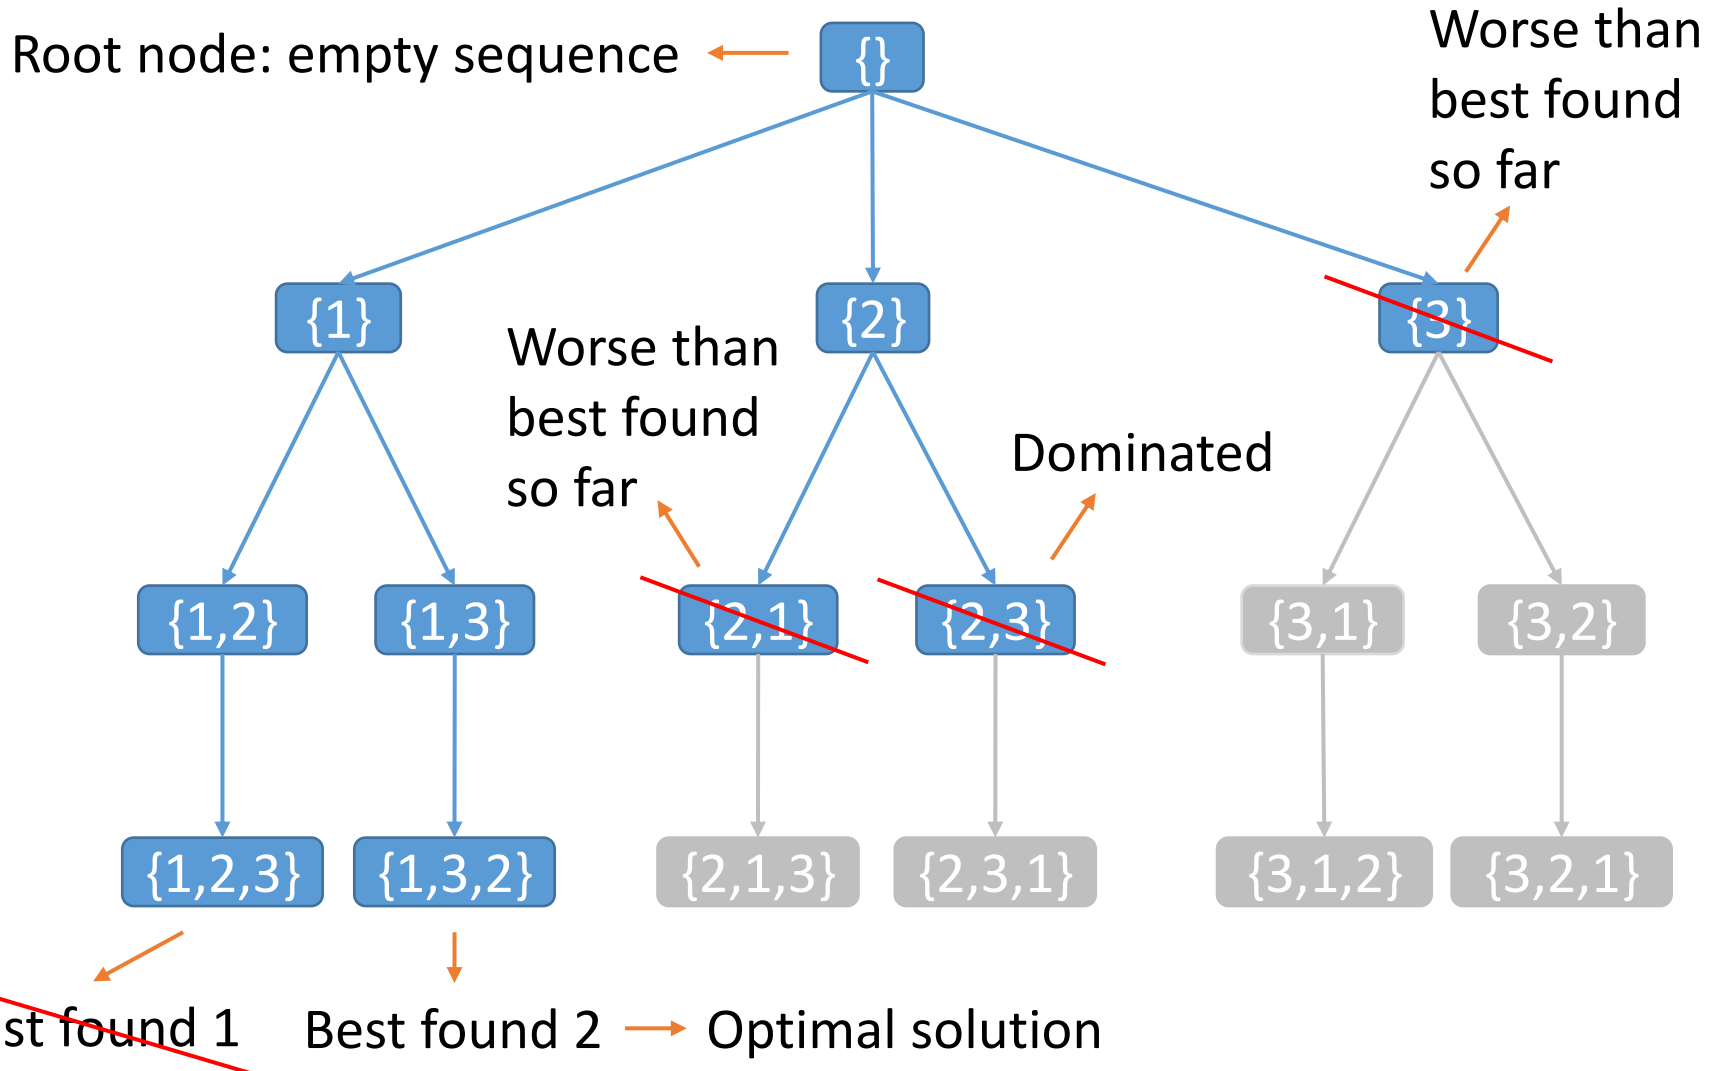 Root node: empty sequence
{}
Worse than
best found
so far
{1}
{2}
{3}
Worse than
best found
so far
Dominated
{1,2}
{1,3}
{2,1}
{2,3}
{3,1}
{3,2}
{1,2,3}
{1,3,2}
{2,1,3}
{2,3,1}
{3,1,2}
{3,2,1}
st found 1
Best found 2
Optimal solution